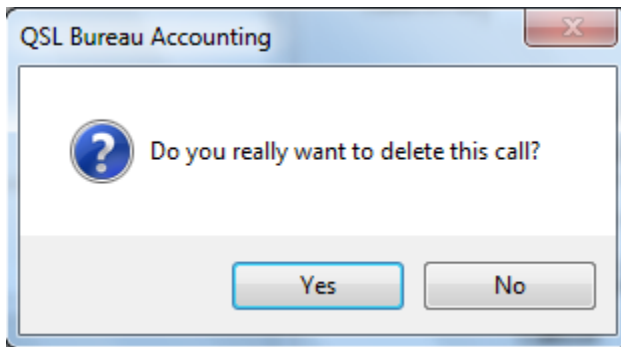 QSL Bureau Accounting
Do you really want to delete this call?
Yes No